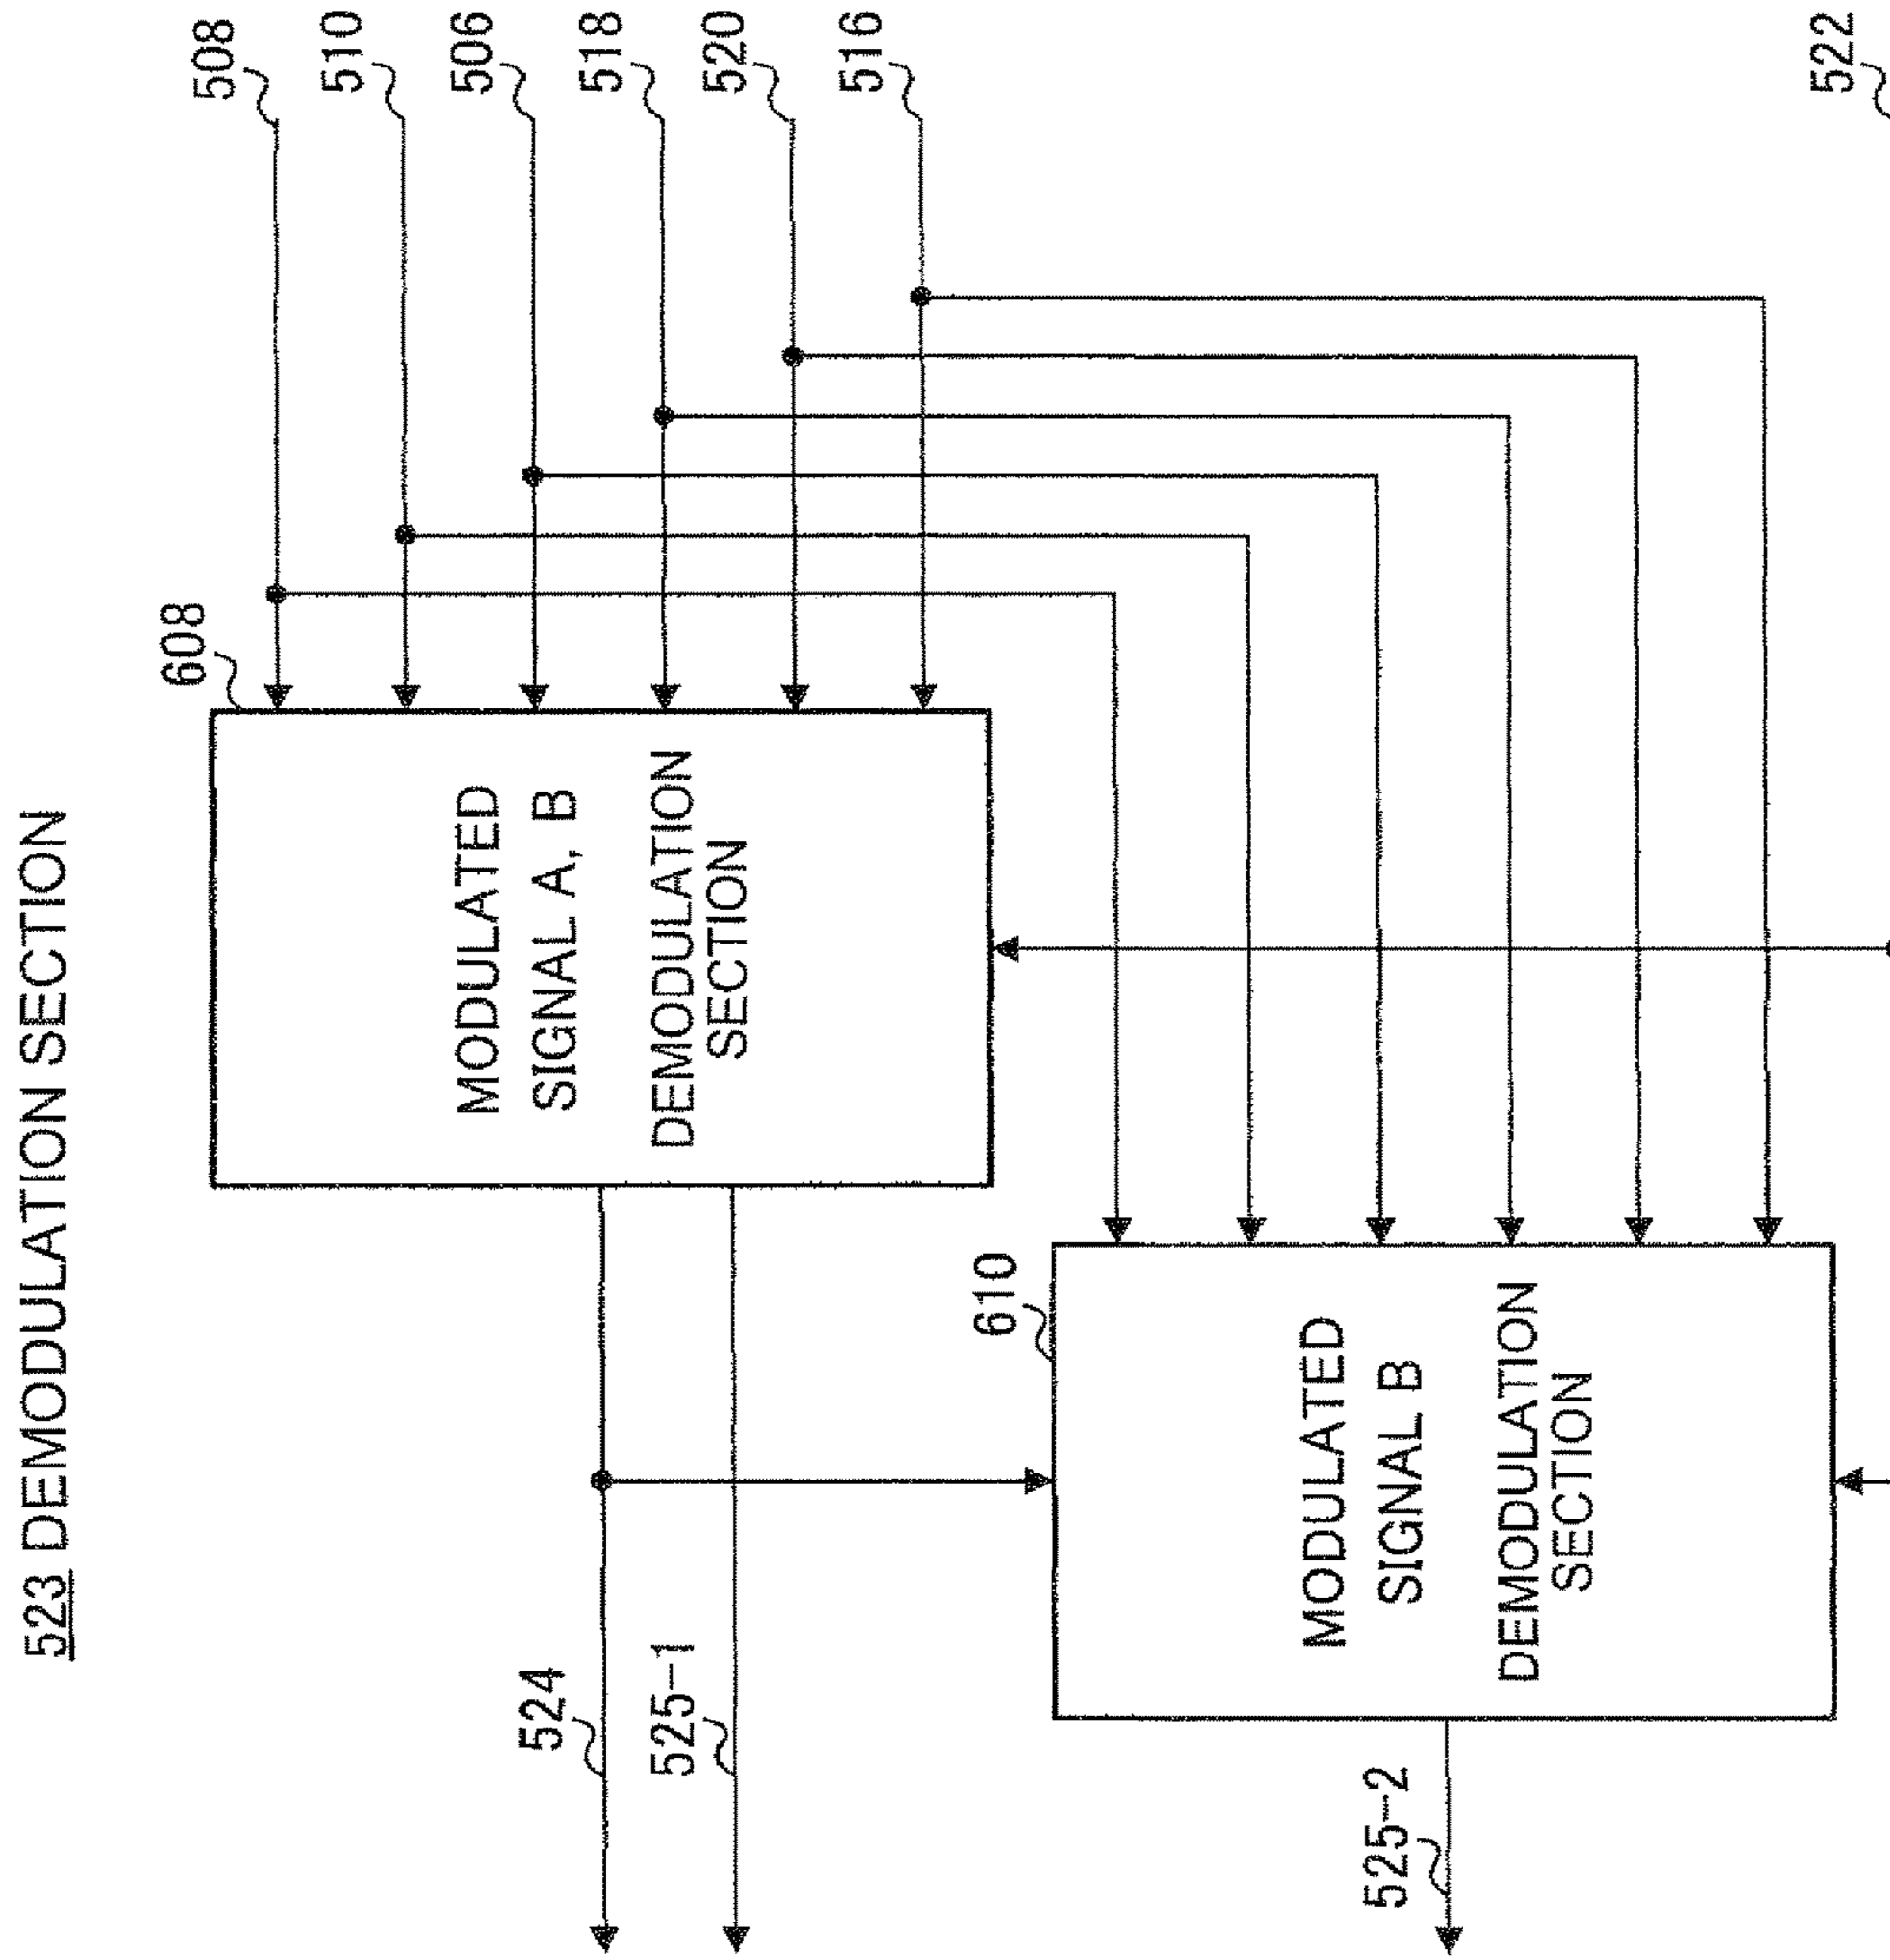 523 DEMODULATION SECTION
508
510
506
518
520
516
522
608
MODULATED
SIGNAL A, B
DEMODULATION
SECTION
524
525-1
610
MODULATED
SIGNAL B
DEMODULATION
SECTION
525-2